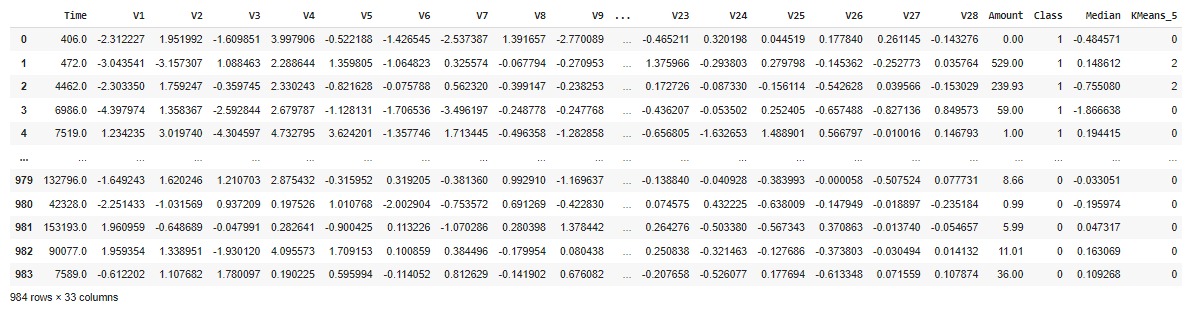 Time V1 V2 V3 V4 V5 V6 V7 V8 V9 ... V23 V24 V25 V26 V27 V28 Amount Class Median KMeans_5
0 406.0 -2.312227 1.951992 -1.609851 3.997906 -0.522188 -1.426545 -2.537387 1.391657 -2.770089 ... -0.465211 0.320198 0.044519 0.177840 0.261145 -0.143276 0.00 1 -0.484571 0
1 472.0 -3.043541 -3.157307 1.088463 2.288644 1.359805 -1.064823 0.325574 -0.067794 -0.270953 ... 1.375966 -0.293803 0.279798 -0.145362 -0.252773 0.035764 529.00 1 0.148612 2
2 4462.0 -2.303350 1.759247 -0.359745 2.330243 -0.821628 -0.075788 0.562320 -0.399147 -0.238253 ... 0.172726 -0.087330 -0.156114 -0.542628 0.039566 -0.153029 239.93 1 -0.755080 2
3 6986.0 -4.397974 1.358367 -2.592844 2.679787 -1.128131 -1.706536 -3.496197 -0.248778 -0.247768 ... -0.436207 -0.053502 0.252405 -0.657488 -0.827136 0.849573 59.00 1 -1.866638 0
4 7519.0 1.234235 3.019740 -4.304597 4.732795 3.624201 -1.357746 1.713445 -0.496358 -1.282858 ... -0.656805 -1.632653 1.488901 0.566797 -0.010016 0.146793 1.00 1 0.194415 0
... ... ... ... ... ... ... ... ... ... ... ... ... ... ... ... ... ... ... ... ... ...
979 132796.0 -1.649243 1.620246 1.210703 2.875432 -0.315952 0.319205 -0.381360 0.992910 -1.169637 ... -0.138840 -0.040928 -0.383993 -0.000058 -0.507524 0.077731 8.66 0 -0.033051 0
980 42328.0 -2.251433 -1.031569 0.937209 0.197526 1.010768 -2.002904 -0.753572 0.691269 -0.422830 ... 0.074575 0.432225 -0.638009 -0.147949 -0.018897 -0.235184 0.99 0 -0.195974 0
981 153193.0 1.960959 -0.648689 -0.047991 0.282641 -0.900425 0.113226 -1.070286 0.280398 1.378442 ... 0.264276 -0.503380 -0.567343 0.370863 -0.013740 -0.054657 5.99 0 0.047317 0
982 90077.0 1.959354 1.338951 -1.930120 4.095573 1.709153 0.100859 0.384496 -0.179954 0.080438 ... 0.250838 -0.321463 -0.127686 -0.373803 -0.030494 0.014132 11.01 0 0.163069 0
983 7589.0 -0.612202 1.107682 1.780097 0.190225 0.595994 -0.114052 0.812629 -0.141902 0.676082 ... -0.207658 -0.526077 0.177694 -0.613348 0.071559 0.107874 36.00 0 0.109268 0
984 rows × 33 columns